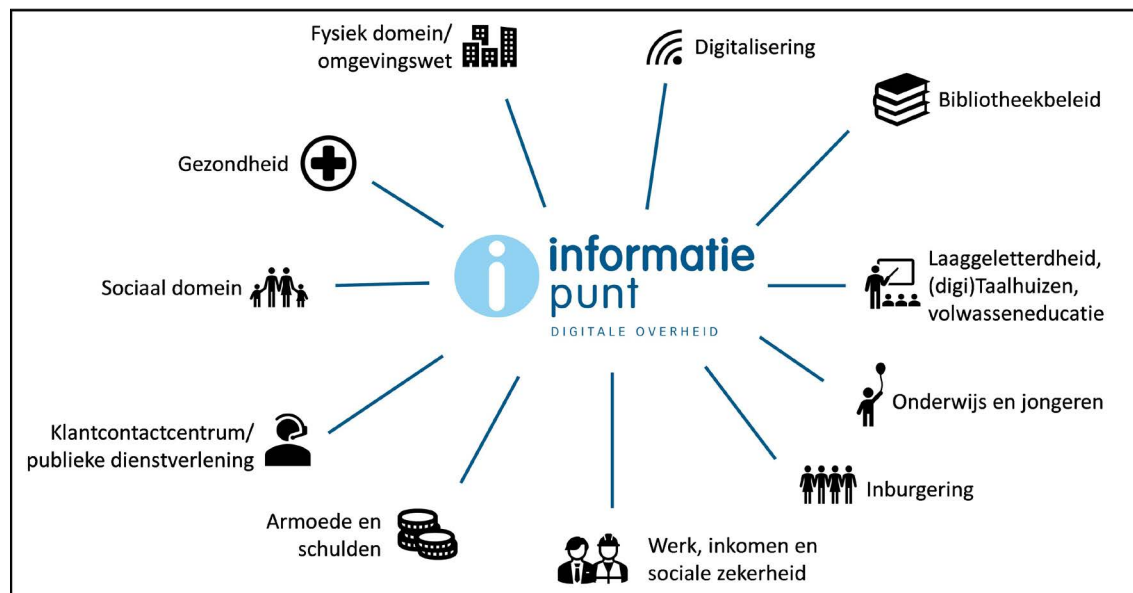 Fysiek domein/
omgevingswet
Digitalisering
Bibliotheekbeleid
Gezondheid
informatie
punt
DIGITALE OVERHEID
Laaggeletterdheid,
(digi)Taalhuizen,
volwasseneducatie
Sociaal domein
Onderwijs en jongeren
Klantcontactcentrum/
publieke dienstverlening
Inburgering
Armoede en
schulden
Werk, inkomen en
sociale zekerheid